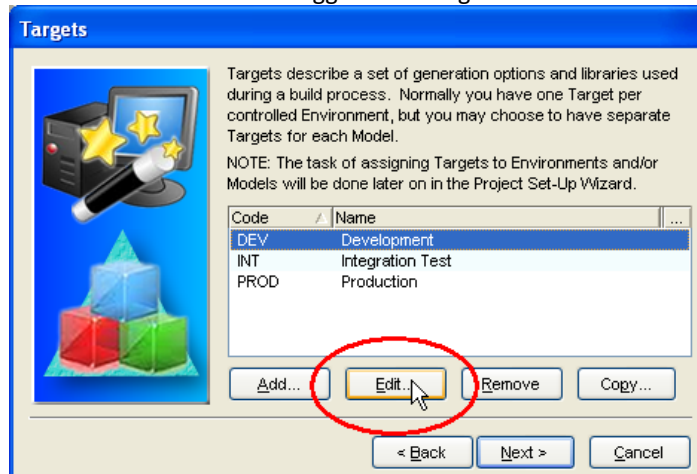 Targets
Targets describe a set of generation options and libraries used
during a build process. Normally you have one Target per
controlled Environment, but you may choose to have separate
Targets for each Model.
NOTE: The task of assigning Targets to Environments and/or
Models will be done later on in the Project Set-Up Wizard.
Code Name ...
DEV Development
INT Integration Test
PROD Production
Add... Edit... Remove Copy...
< Back Next > Cancel